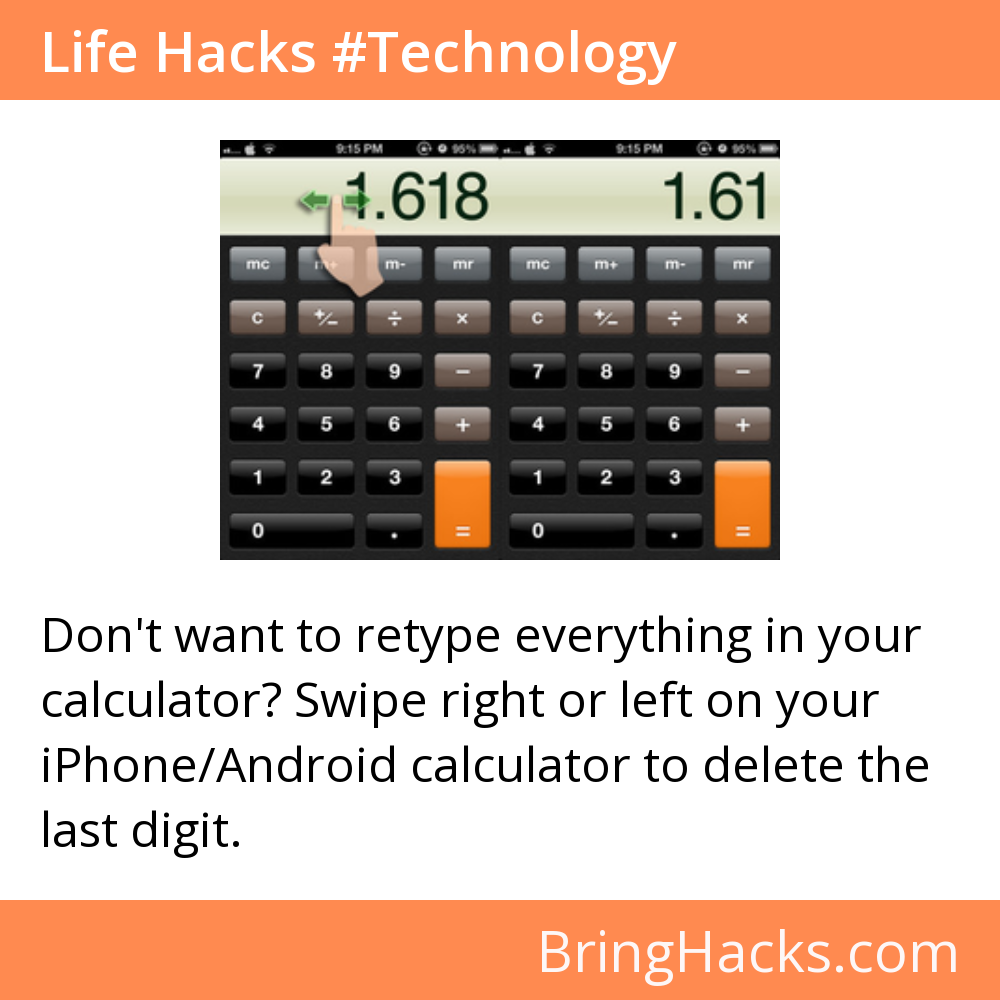 Life Hacks #Technology
9:15 PM 95% 9:15 PM 95%
1.618 1.61
mc m+ m- mr mc m+ m- mr
C +/− ÷ × C +/− ÷ ×
7 8 9 − 7 8 9 −
4 5 6 + 4 5 6 +
1 2 3 1 2 3
0 . = 0 . =
Don't want to retype everything in your
calculator? Swipe right or left on your
iPhone/Android calculator to delete the
last digit.
BringHacks.com